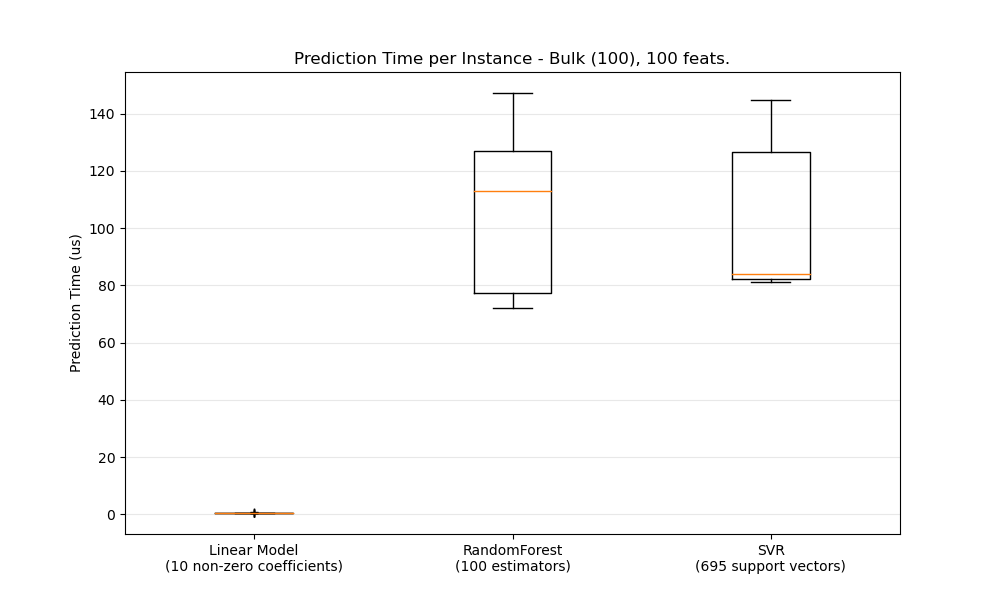 Prediction Time per Instance - Bulk (100), 100 feats.
Prediction Time (us)
140
120
100
80
60
40
20
0
Linear Model
(10 non-zero coefficients)
RandomForest
(100 estimators)
SVR
(695 support vectors)